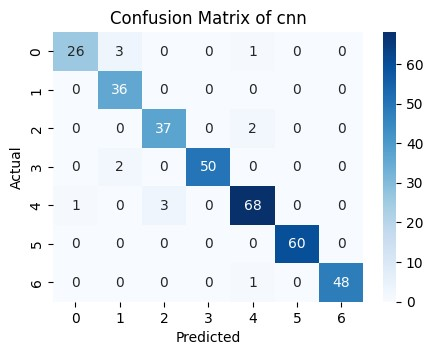 Confusion Matrix of cnn
0 26 3 0 0 1 0 0
1 0 36 0 0 0 0 0
2 0 0 37 0 2 0 0
3 0 2 0 50 0 0 0
4 1 0 3 0 68 0 0
5 0 0 0 0 0 60 0
6 0 0 0 0 1 0 48
0 1 2 3 4 5 6
Predicted
Actual
60
50
40
30
20
10
0